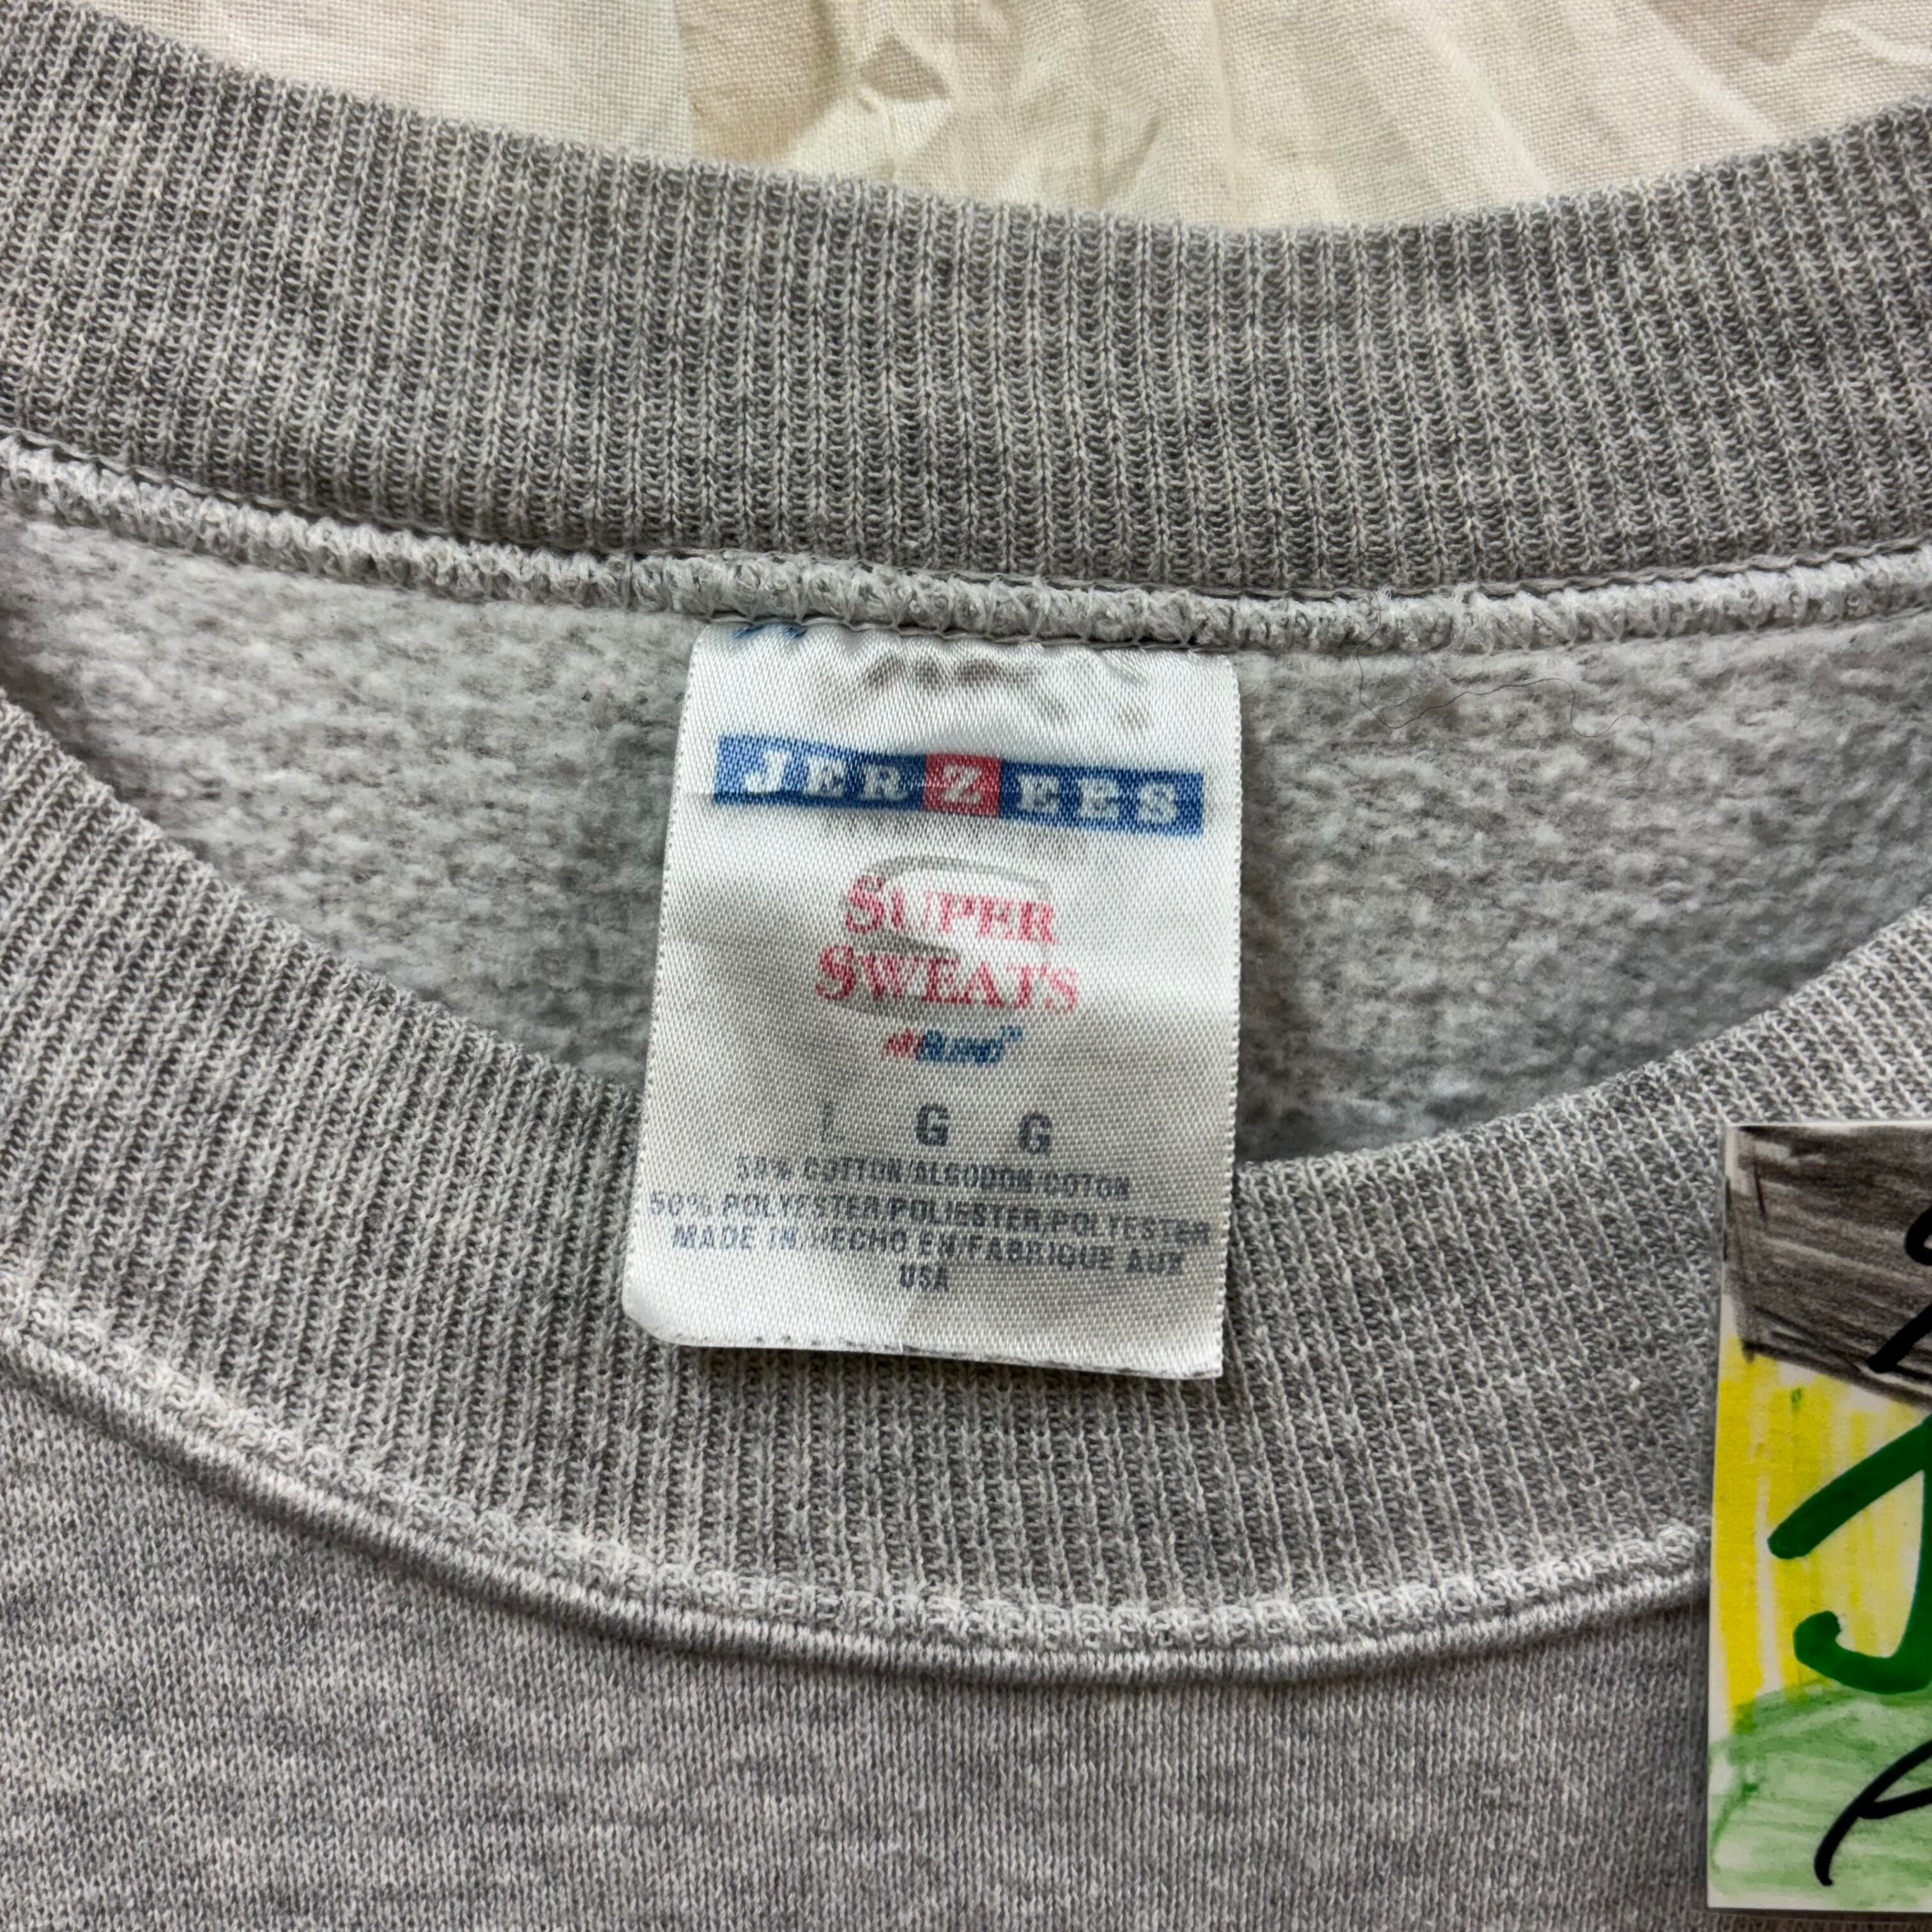 JERZEES
SUPER
SWEATS
L G G
50% COTTON/ALGODON/COTON
50% POLYESTER/POLIESTER/POLYESTER
MADE IN/HECHO EN/FABRIQUE AUX
USA